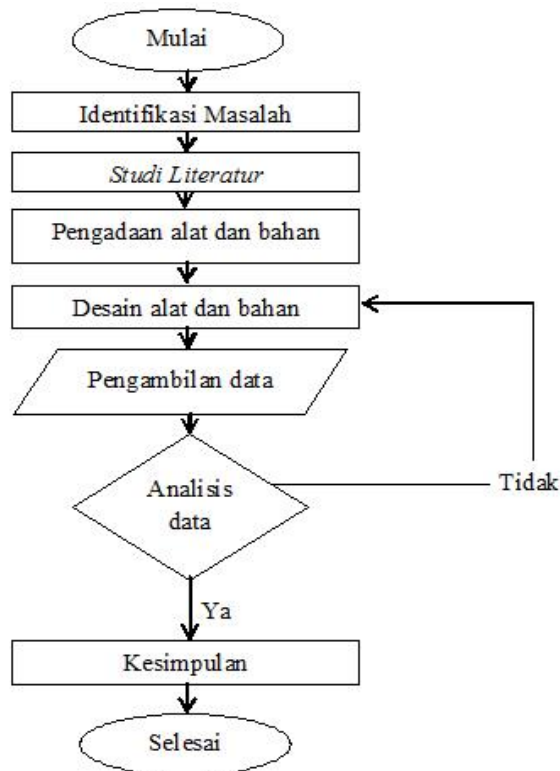 Mulai
Identifikasi Masalah
Studi Literatur
Pengadaan alat dan bahan
Desain alat dan bahan
Pengambilan data
Analisis
data
Tidak
Ya
Kesimpulan
Selesai